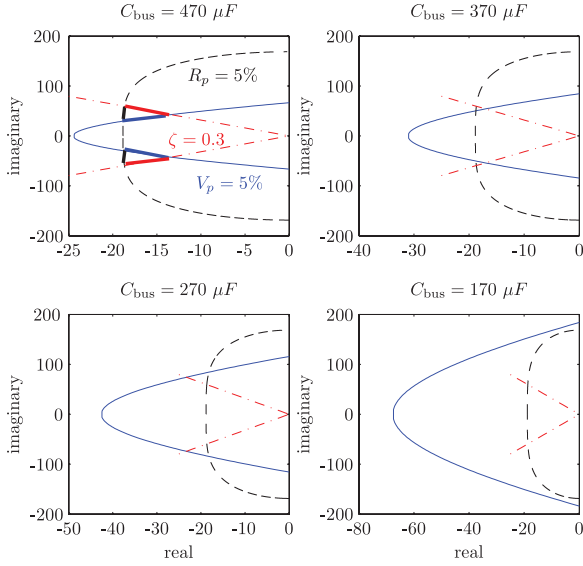 C_bus = 470 μF
C_bus = 370 μF
200
100
0
-100
-200
imaginary
R_p = 5%
ζ = 0.3
V_p = 5%
-25 -20 -15 -10 -5 0
200
100
0
-100
-200
imaginary
-40 -30 -20 -10 0
C_bus = 270 μF
C_bus = 170 μF
200
100
0
-100
-200
imaginary
-50 -40 -30 -20 -10 0
real
200
100
0
-100
-200
imaginary
-80 -60 -40 -20 0
real